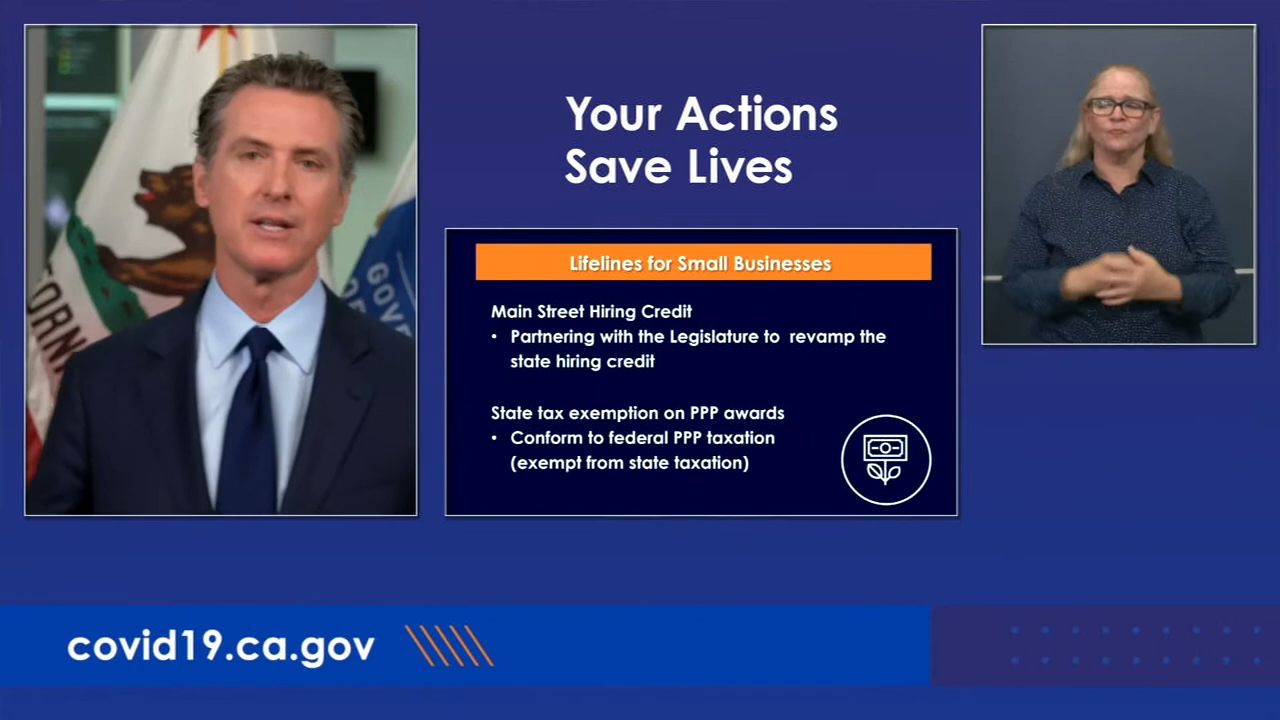 Your Actions
Save Lives
Lifelines for Small Businesses
Main Street Hiring Credit
• Partnering with the Legislature to  revamp the
state hiring credit
State tax exemption on PPP awards
• Conform to federal PPP taxation
(exempt from state taxation)
ORNI
GOVE
covid19.ca.gov